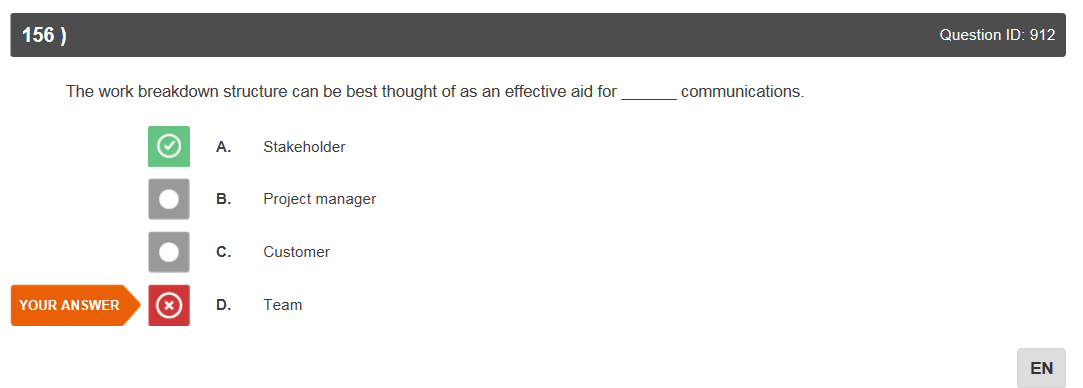 156 )
Question ID: 912
The work breakdown structure can be best thought of as an effective aid for ______ communications.
A. Stakeholder
B. Project manager
C. Customer
YOUR ANSWER D. Team
EN